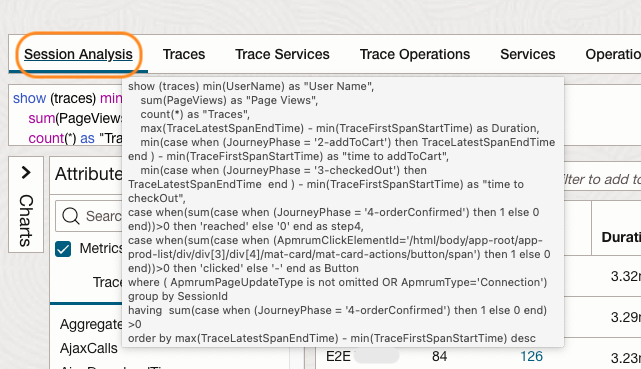 Session Analysis
Traces
Trace Services
Trace Operations
Services
Operatio
show (traces) min
sum(PageView
count(*) as "Tra
show (traces) min(UserName) as "User Name",
sum(PageViews) as "Page Views",
count(*) as "Traces",
max(TraceLatestSpanEndTime) - min(TraceFirstSpanStartTime) as Duration,
min(case when (JourneyPhase = '2-addToCart') then TraceLatestSpanEndTime
end ) - min(TraceFirstSpanStartTime) as "time to addToCart",
min(case when (JourneyPhase = '3-checkedOut') then
TraceLatestSpanEndTime  end ) - min(TraceFirstSpanStartTime) as "time to
checkOut",
case when(sum(case when (JourneyPhase = '4-orderConfirmed') then 1 else 0
end))>0 then 'reached' else '0' end as step4,
case when(sum(case when (ApmrumClickElementId='/html/body/app-root/app-
prod-list/div/div[3]/div[4]/mat-card/mat-card-actions/button/span') then 1 else 0
end))>0 then 'clicked' else '-' end as Button
where ( ApmrumPageUpdateType is not omitted OR ApmrumType='Connection')
group by SessionId
having  sum(case when (JourneyPhase = '4-orderConfirmed') then 1 else 0 end)
>0
order by max(TraceLatestSpanEndTime) - min(TraceFirstSpanStartTime) desc
Charts
Attribute
Searc
Metrics
Trace
Aggregate
AjaxCalls
ilter to add to
Durati
3.32m
3.29m
E2E
84
126
3.23m